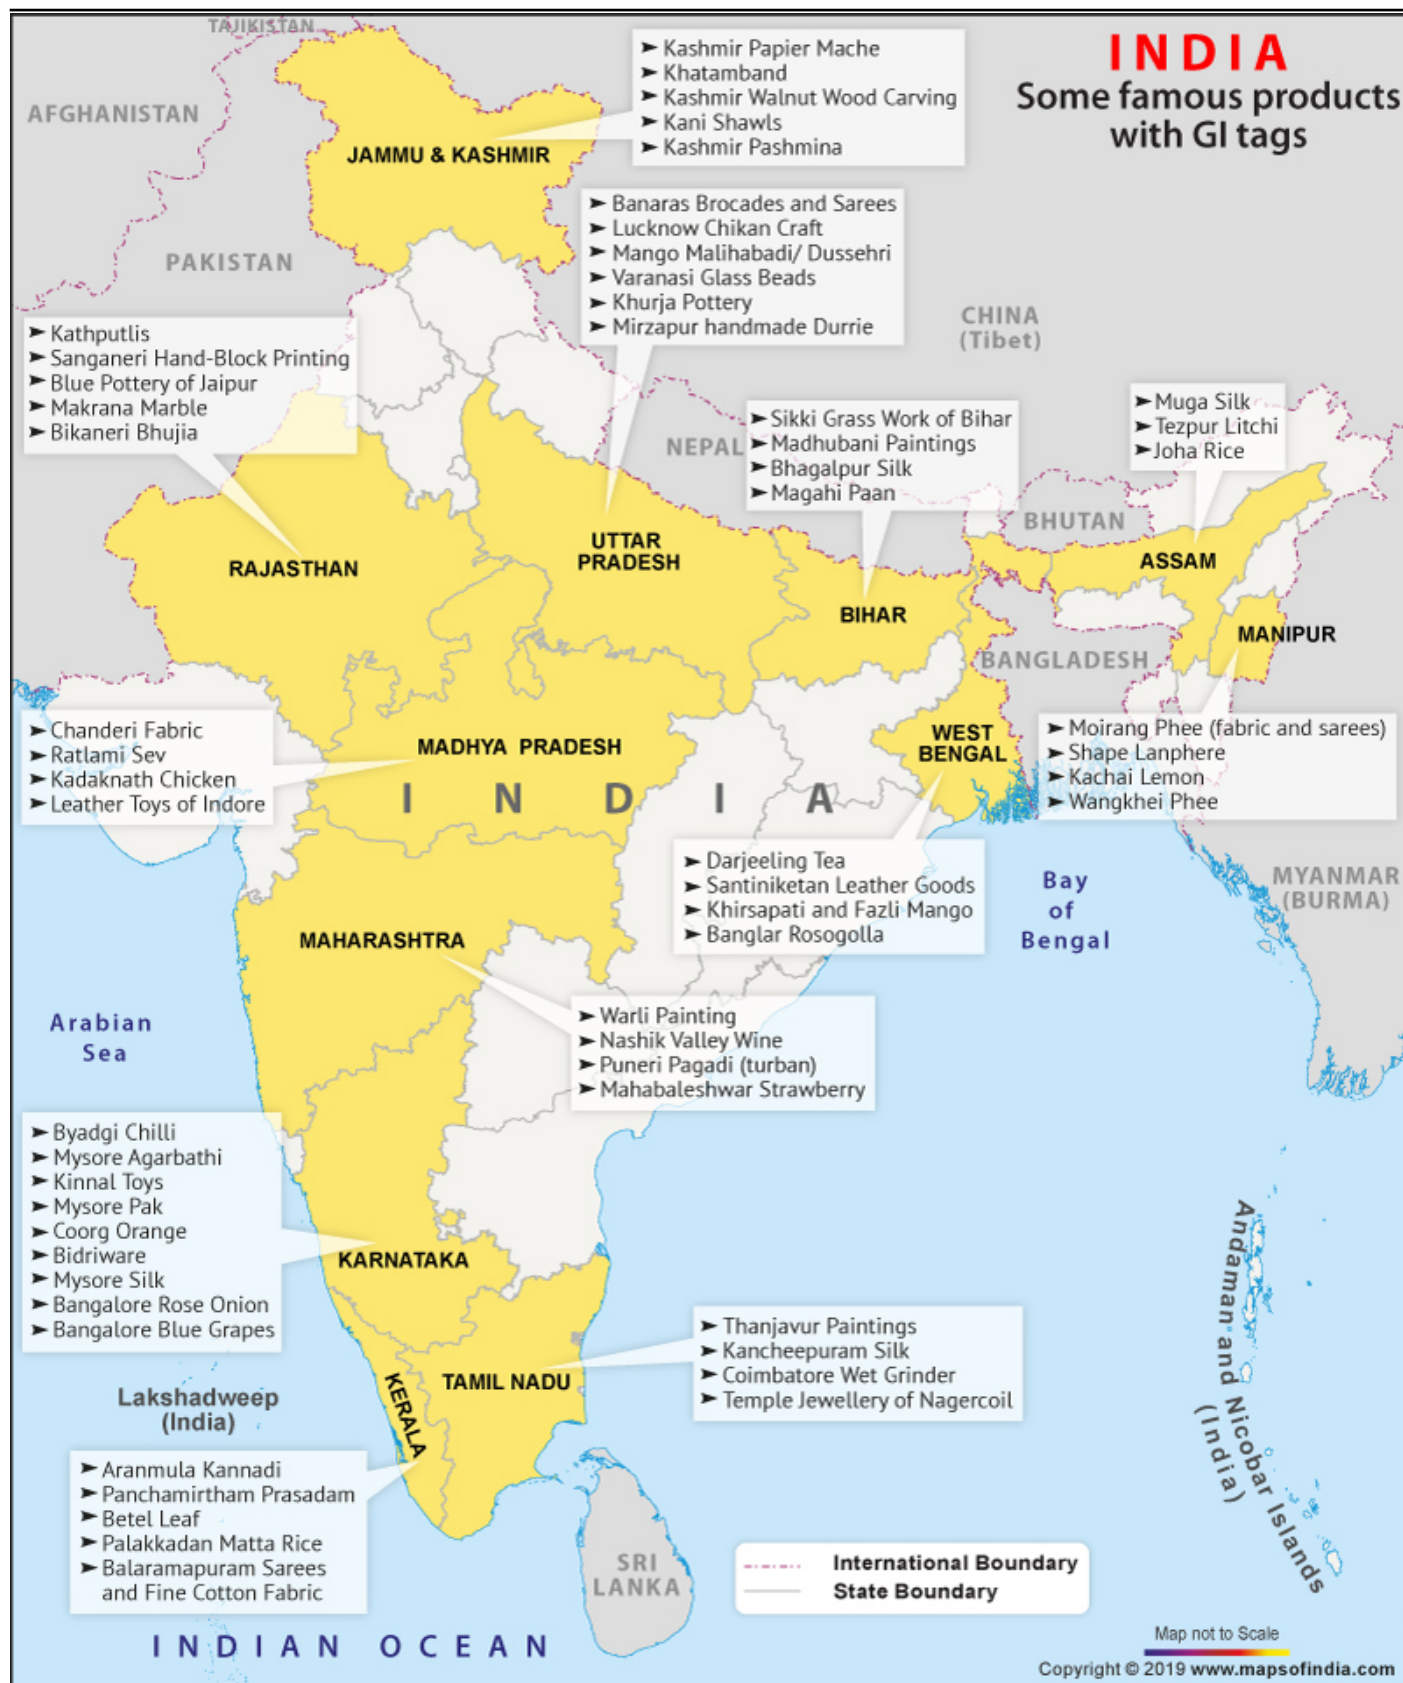 INDIA
Some famous products
with GI tags
TAJIKISTAN
AFGHANISTAN
PAKISTAN
CHINA
(Tibet)
NEPAL
BHUTAN
BANGLADESH
MYANMAR
(BURMA)
SRI
LANKA
JAMMU & KASHMIR
➤ Kashmir Papier Mache
➤ Khatamband
➤ Kashmir Walnut Wood Carving
➤ Kani Shawls
➤ Kashmir Pashmina
UTTAR
PRADESH
➤ Banaras Brocades and Sarees
➤ Lucknow Chikan Craft
➤ Mango Malihabadi/ Dussehri
➤ Varanasi Glass Beads
➤ Khurja Pottery
➤ Mirzapur handmade Durrie
RAJASTHAN
➤ Kathputlis
➤ Sanganeri Hand-Block Printing
➤ Blue Pottery of Jaipur
➤ Makrana Marble
➤ Bikaneri Bhujia
BIHAR
➤ Sikki Grass Work of Bihar
➤ Madhubani Paintings
➤ Bhagalpur Silk
➤ Magahi Paan
ASSAM
➤ Muga Silk
➤ Tezpur Litchi
➤ Joha Rice
MANIPUR
➤ Moirang Phee (fabric and sarees)
➤ Shape Lanphere
➤ Kachai Lemon
➤ Wangkhei Phee
MADHYA PRADESH
➤ Chanderi Fabric
➤ Ratlami Sev
➤ Kadaknath Chicken
➤ Leather Toys of Indore
INDIA
WEST
BENGAL
➤ Darjeeling Tea
➤ Santiniketan Leather Goods
➤ Khirsapati and Fazli Mango
➤ Banglar Rosogolla
MAHARASHTRA
➤ Warli Painting
➤ Nashik Valley Wine
➤ Puneri Pagadi (turban)
➤ Mahabaleshwar Strawberry
KARNATAKA
➤ Byadgi Chilli
➤ Mysore Agarbathi
➤ Kinnal Toys
➤ Mysore Pak
➤ Coorg Orange
➤ Bidriware
➤ Mysore Silk
➤ Bangalore Rose Onion
➤ Bangalore Blue Grapes
TAMIL NADU
➤ Thanjavur Paintings
➤ Kancheepuram Silk
➤ Coimbatore Wet Grinder
➤ Temple Jewellery of Nagercoil
KERALA
➤ Aranmula Kannadi
➤ Panchamirtham Prasadam
➤ Betel Leaf
➤ Palakkadan Matta Rice
➤ Balaramapuram Sarees
and Fine Cotton Fabric
Arabian
Sea
Bay
of
Bengal
Lakshadweep
(India)
Andaman and Nicobar Islands
(India)
INDIAN OCEAN
International Boundary
State Boundary
Map not to Scale
Copyright © 2019 www.mapsofindia.com